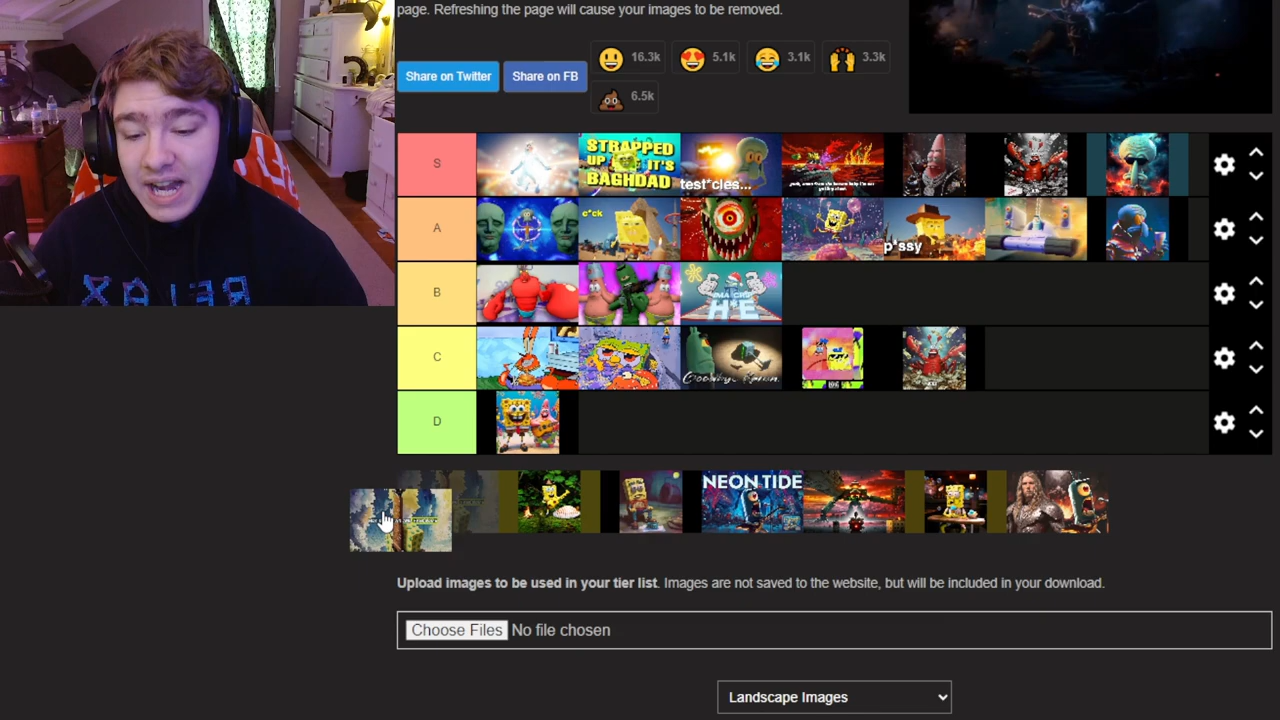 page. Refreshing the page will cause your images to be removed.
Share on Twitter
Share on FB
16.3k
5.1k
3.1k
3.3k
6.5k
S
STRAPPED
UP
IT'S
BAGHDAD
test*cles...
A
c*ck
p*ssy
B
C
D
NEON TIDE
Upload images to be used in your tier list. Images are not saved to the website, but will be included in your download.
Choose Files
No file chosen
Landscape Images